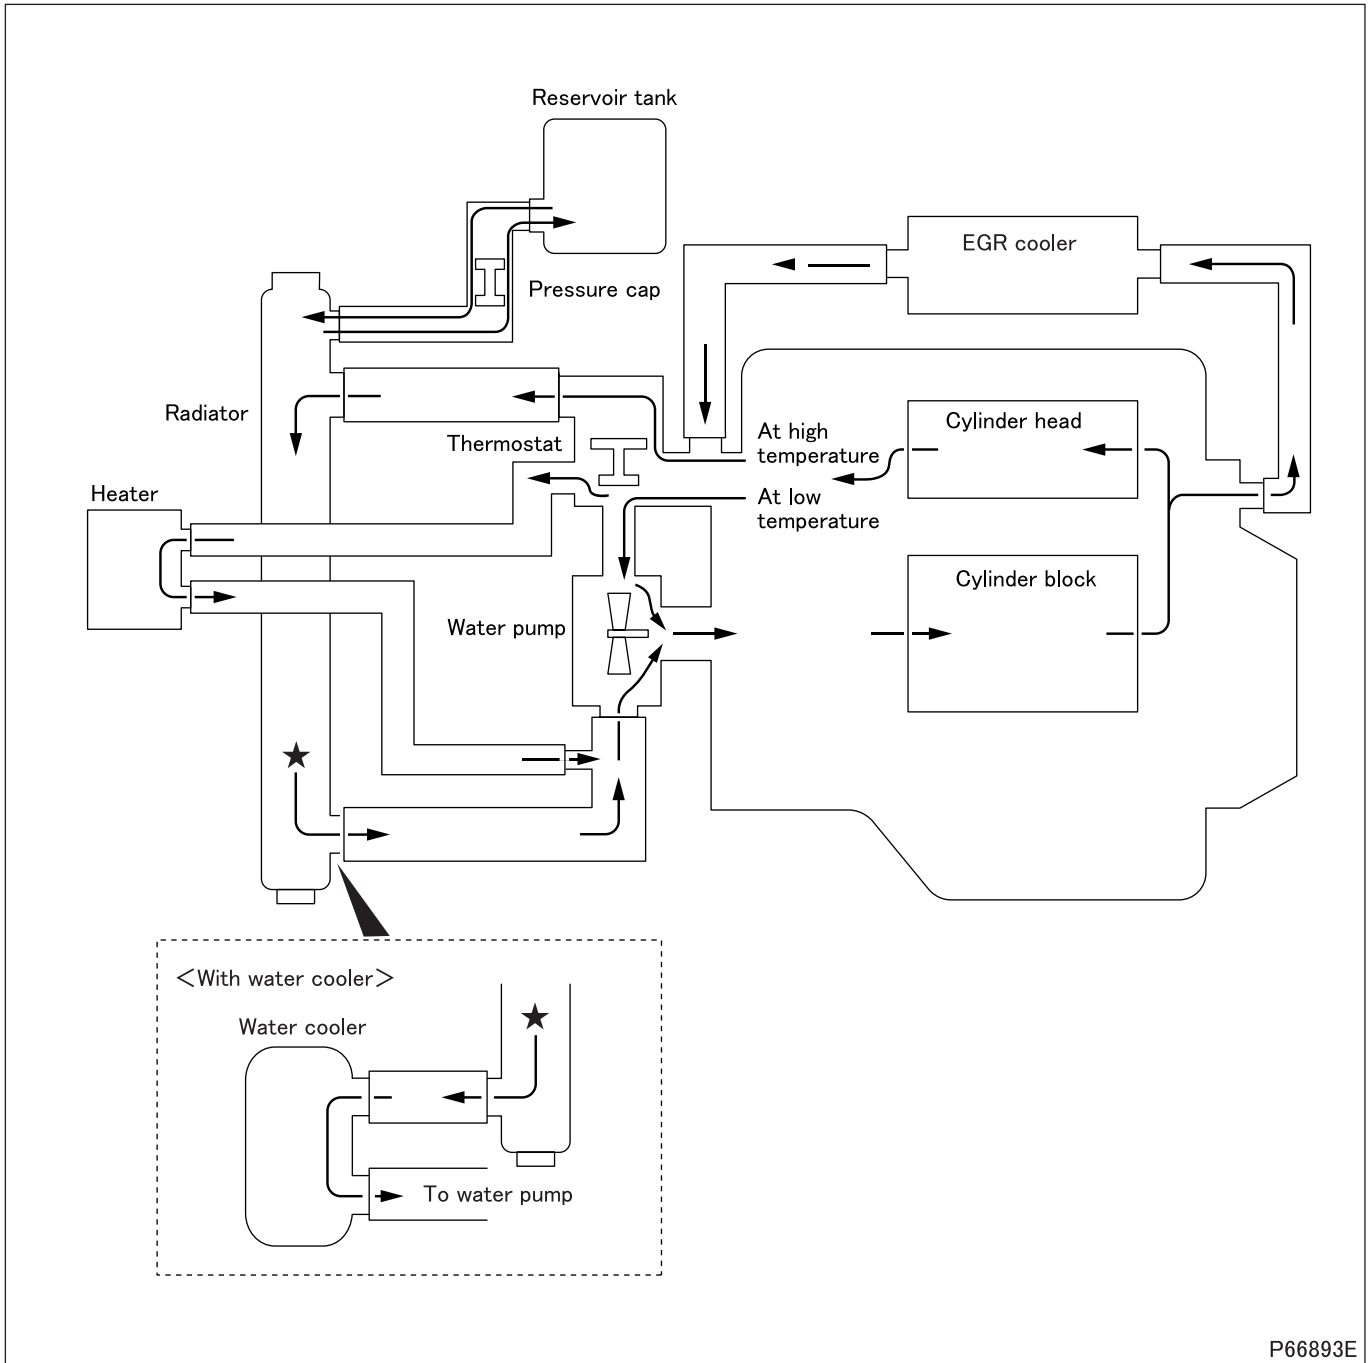 Reservoir tank
EGR cooler
Pressure cap
Radiator
Thermostat
At high
temperature
Cylinder head
Heater
At low
temperature
Cylinder block
Water pump
★
<With water cooler>
Water cooler
★
To water pump
P66893E